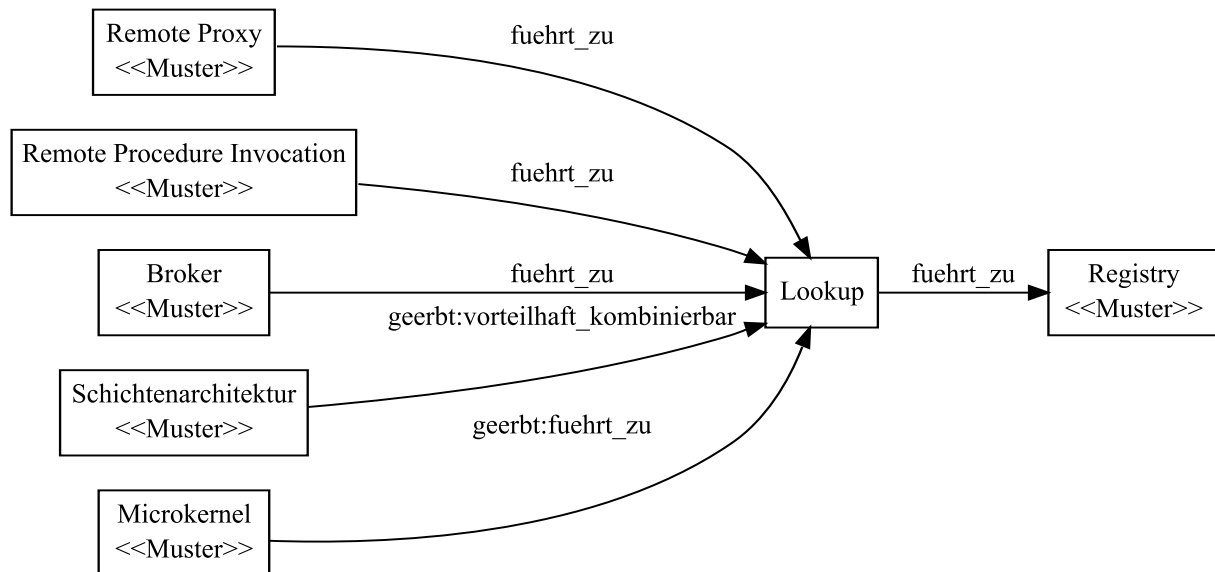 Remote Proxy
<<Muster>>
fuehrt_zu
Remote Procedure Invocation
<<Muster>>
fuehrt_zu
Broker
<<Muster>>
fuehrt_zu
Lookup
fuehrt_zu
Registry
<<Muster>>
geerbt:vorteilhaft_kombinierbar
Schichtenarchitektur
<<Muster>>
geerbt:fuehrt_zu
Microkernel
<<Muster>>